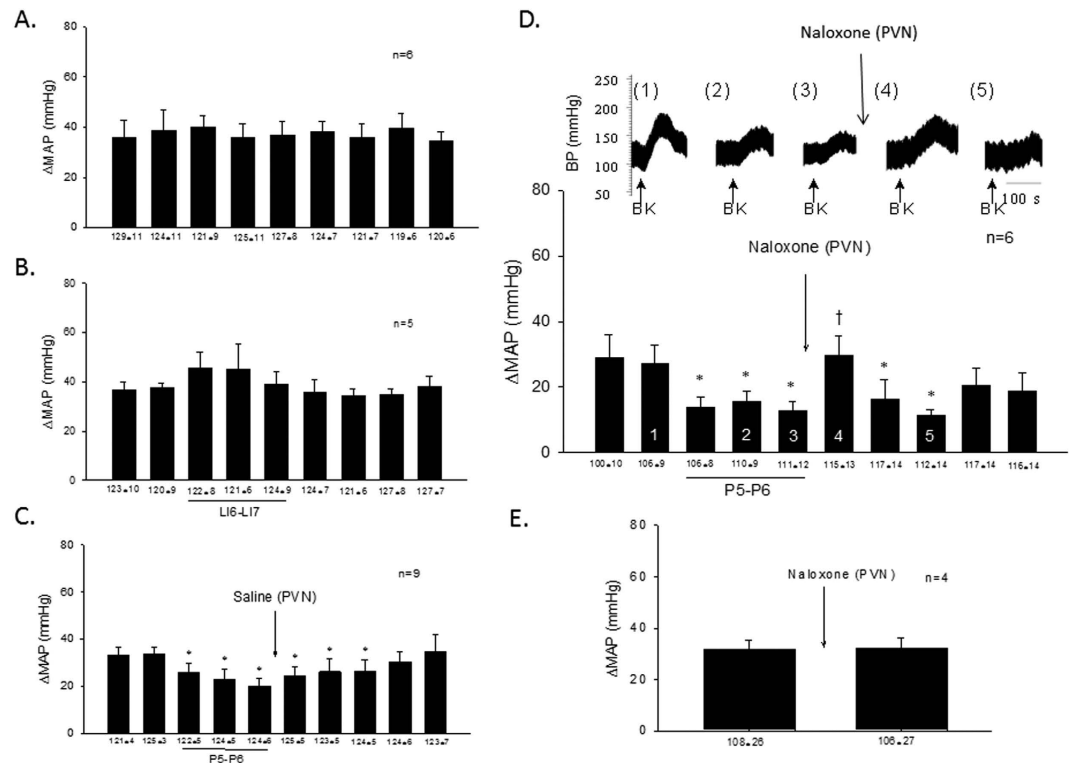 A.
80
60
40
20
0
ΔMAP (mmHg)
n=6
129±11 124±11 121±9 125±11 127±8 124±7 121±7 119±6 120±6
B.
80
60
40
20
0
ΔMAP (mmHg)
n=5
123±10 120±9 122±8 121±6 124±9 124±7 121±6 127±8 127±7
LI6-LI7
C.
80
60
40
20
0
ΔMAP (mmHg)
n=9
Saline (PVN)
* * * * * *
121±4 125±3 122±5 124±5 124±6 125±5 123±5 124±5 124±6 123±7
P5-P6
D.
Naloxone (PVN)
250
200
150
100
50
BP (mmHg)
(1) (2) (3) (4) (5)
BK BK BK BK BK
100 s
80
60
40
20
0
ΔMAP (mmHg)
n=6
Naloxone (PVN)
* * * † * *
1 2 3 4 5
100±10 106±9 106±8 110±9 111±12 115±13 117±14 112±14 117±14 116±14
P5-P6
E.
80
60
40
20
0
ΔMAP (mmHg)
Naloxone (PVN)
n=4
108±26 106±27